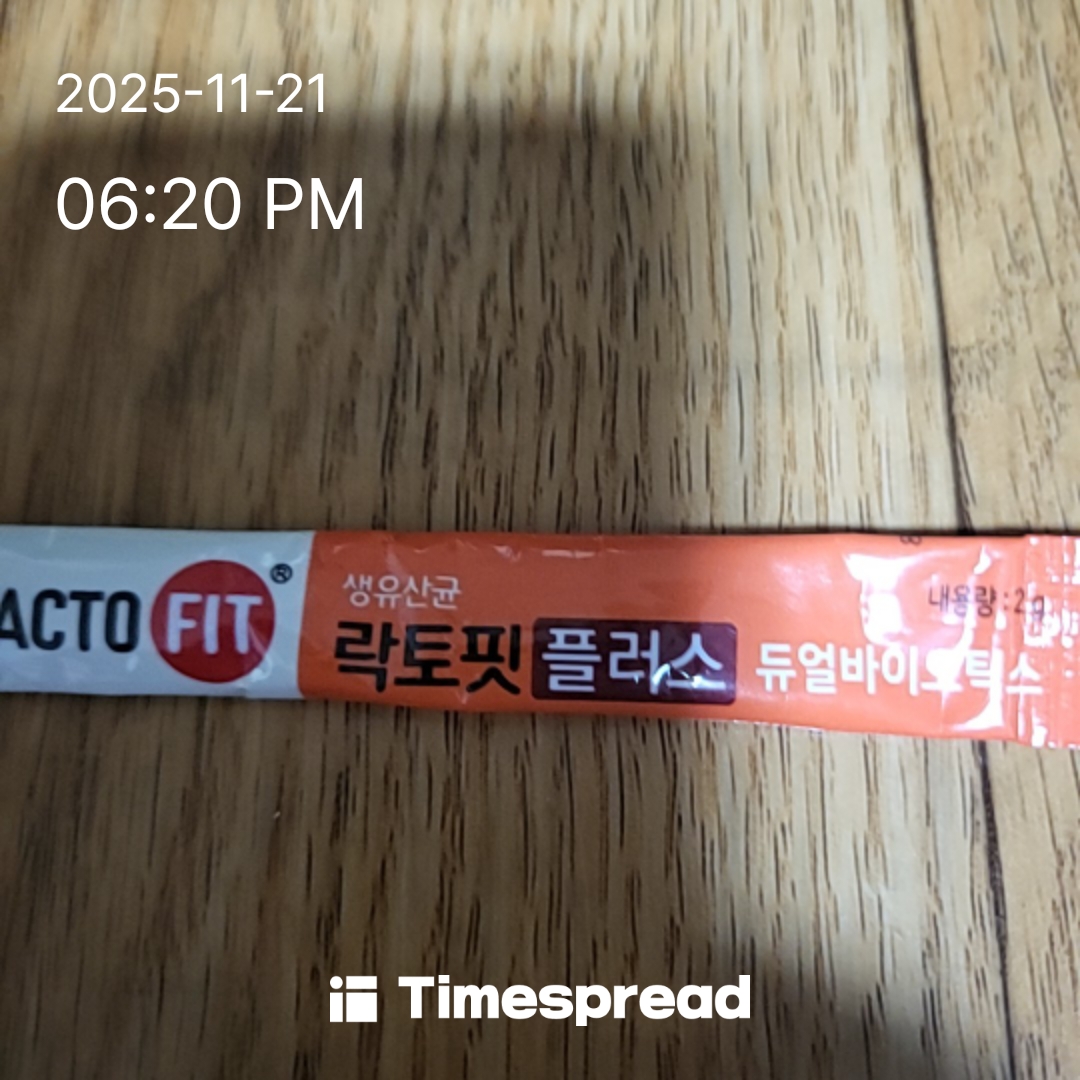 2025-11-21
06:20 PM
ACTO FIT®
생유산균
락토핏 플러스 듀얼바이오틱스
내용량 : 2 g
Timespread